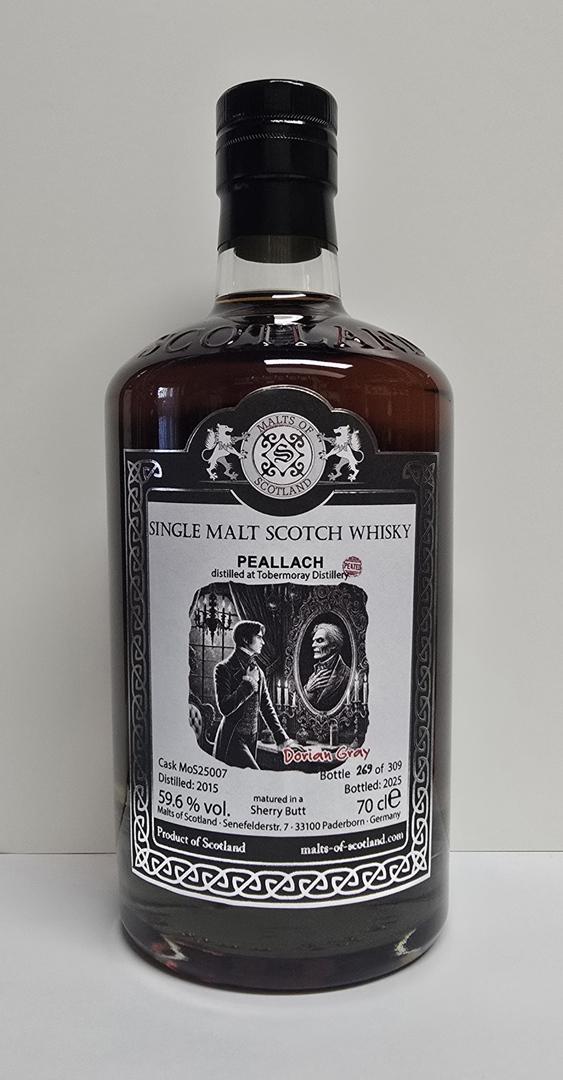 SCOTLAND
MALTS OF
S
SCOTLAND
SINGLE MALT SCOTCH WHISKY
PEALLACH
PEATED
distilled at Tobermoray Distillery
Dorian Gray
Cask MoS25007
Bottle 269 of 309
Distilled: 2015
Bottled: 2025
59.6 % vol.
matured in a
Sherry Butt
70 cle
Malts of Scotland · Senefelderstr. 7 · 33100 Paderborn · Germany
Product of Scotland
malts-of-scotland.com